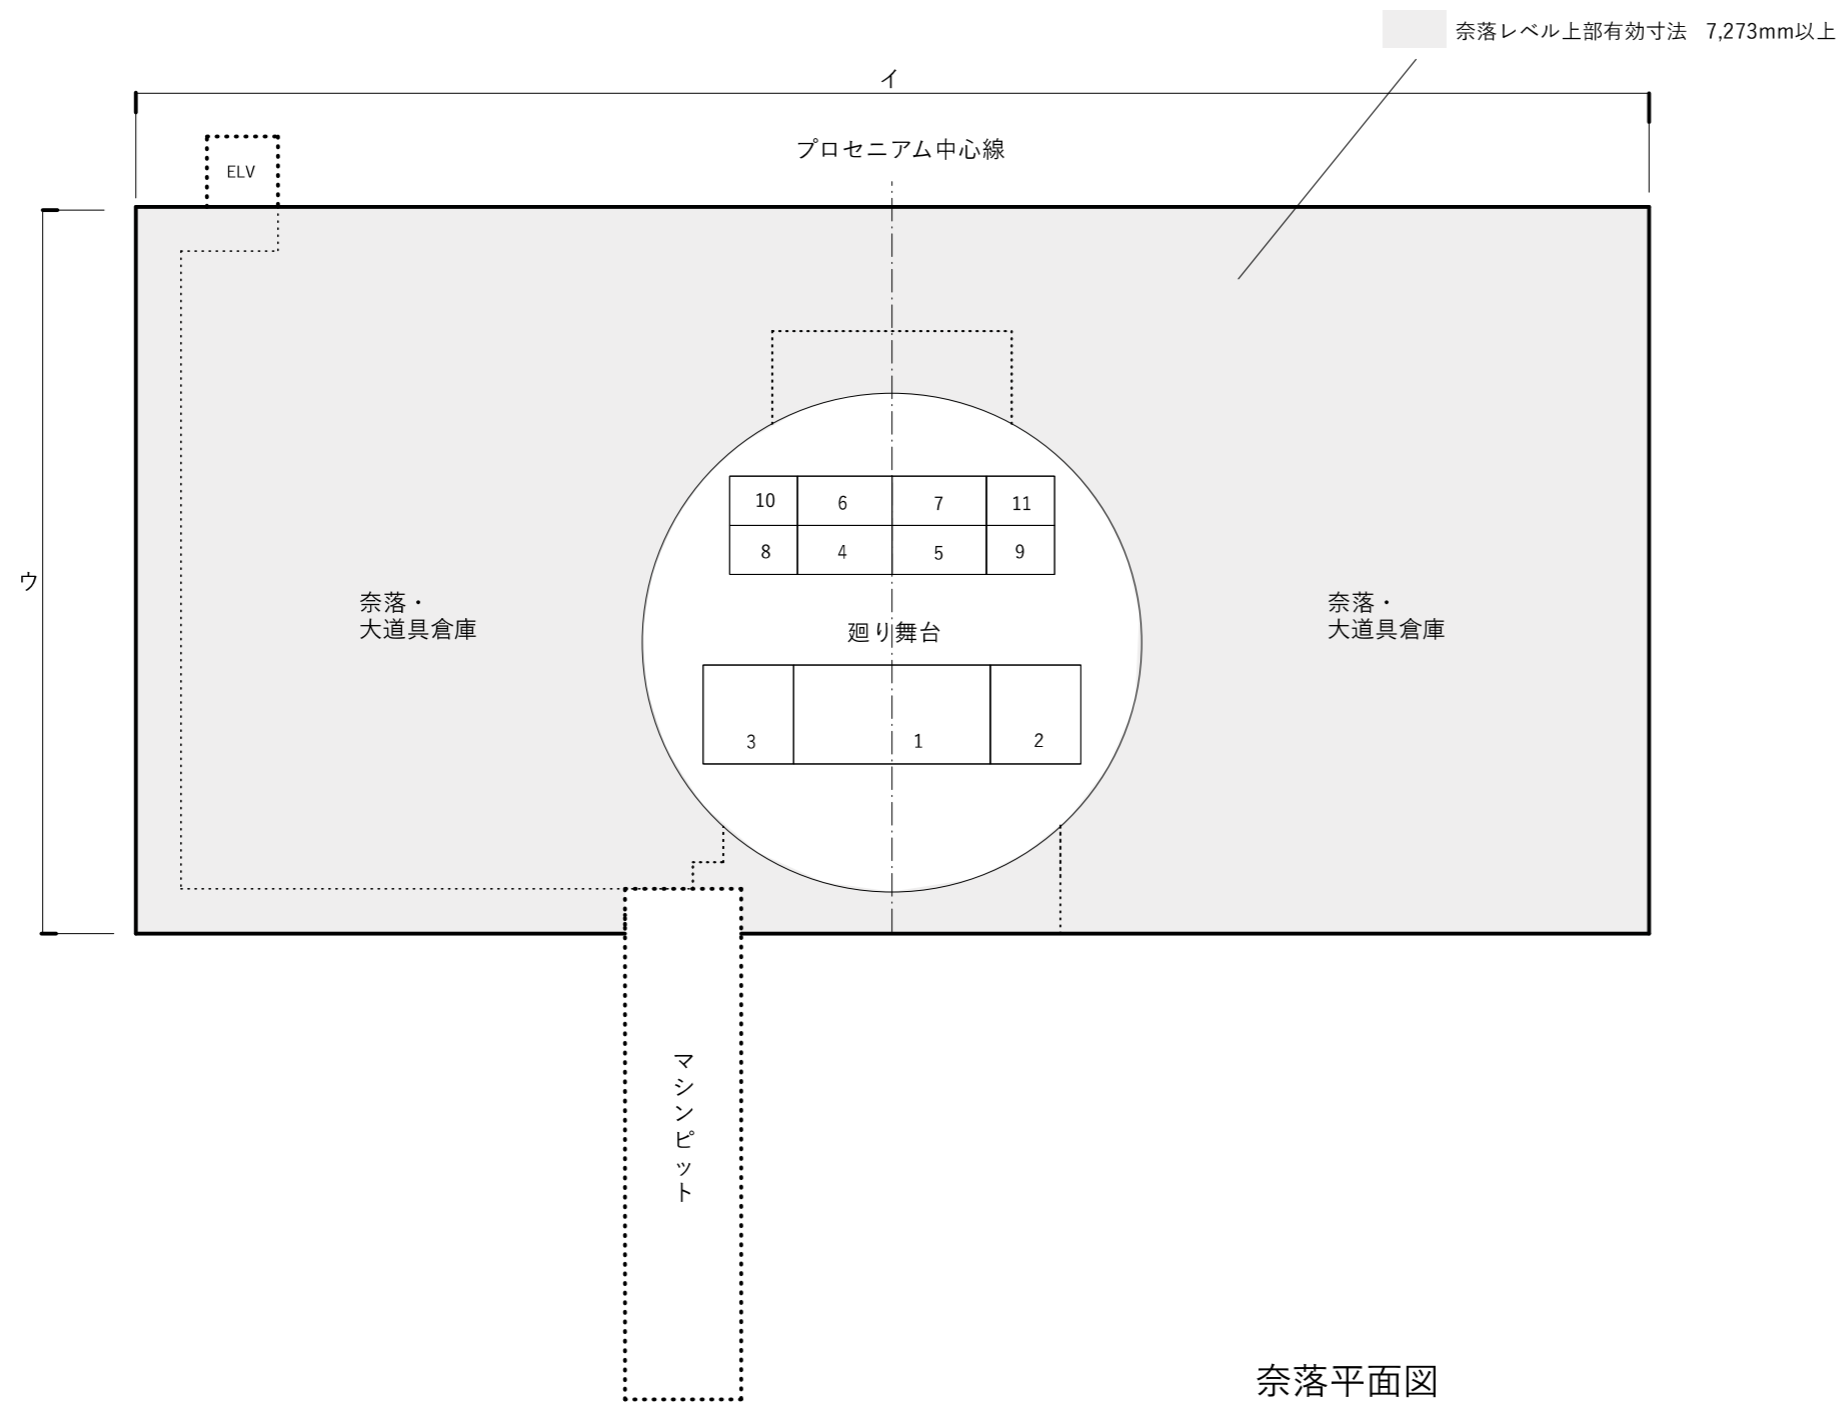 奈落レベル上部有効寸法 7,273mm以上
イ
プロセニアム中心線
ELV
10 6 7 11
8 4 5 9
ウ
奈落・
大道具倉庫
廻り舞台
奈落・
大道具倉庫
3 1 2
マシンピット
奈落平面図